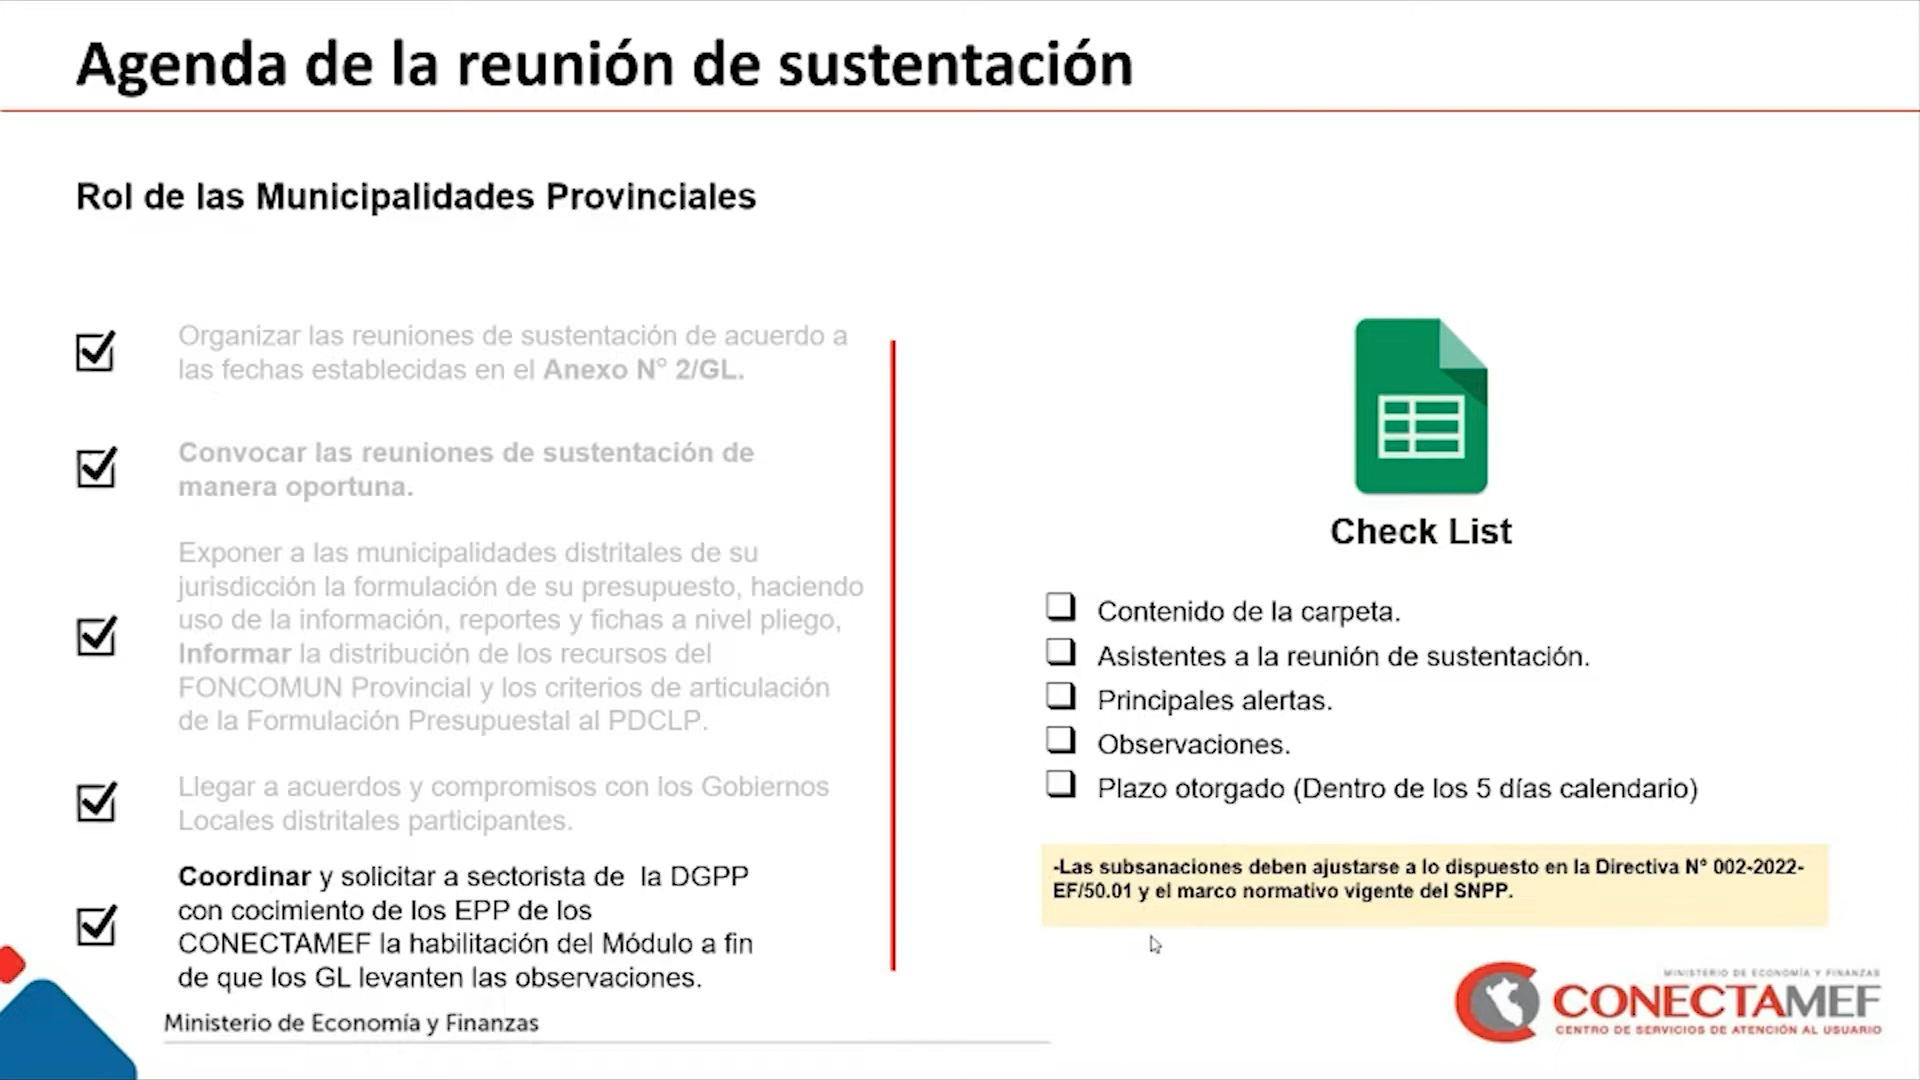 Agenda de la reunión de sustentación
Rol de las Municipalidades Provinciales
Organizar las reuniones de sustentación de acuerdo a
las fechas establecidas en el Anexo N° 2/GL.
Convocar las reuniones de sustentación de
manera oportuna.
Exponer a las municipalidades distritales de su
jurisdicción la formulación de su presupuesto, haciendo
uso de la información, reportes y fichas a nivel pliego,
Informar la distribución de los recursos del
FONCOMUN Provincial y los criterios de articulación
de la Formulación Presupuestal al PDCLP.
Llegar a acuerdos y compromisos con los Gobiernos
Locales distritales participantes.
Coordinar y solicitar a sectorista de la DGPP
con cocimiento de los EPP de los
CONECTAMEF la habilitación del Módulo a fin
de que los GL levanten las observaciones.
Check List
Contenido de la carpeta.
Asistentes a la reunión de sustentación.
Principales alertas.
Observaciones.
Plazo otorgado (Dentro de los 5 días calendario)
-Las subsanaciones deben ajustarse a lo dispuesto en la Directiva N° 002-2022-
EF/50.01 y el marco normativo vigente del SNPP.
Ministerio de Economía y Finanzas
MINISTERIO DE ECONOMÍA Y FINANZAS
CONECTAMEF
CENTRO DE SERVICIOS DE ATENCIÓN AL USUARIO